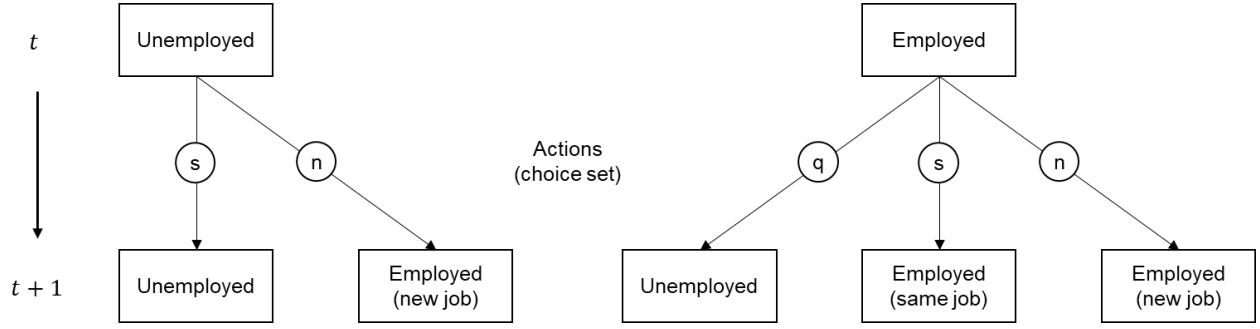 t
Unemployed
Employed
s
n
Actions
(choice set)
q
s
n
t + 1
Unemployed
Employed
(new job)
Unemployed
Employed
(same job)
Employed
(new job)